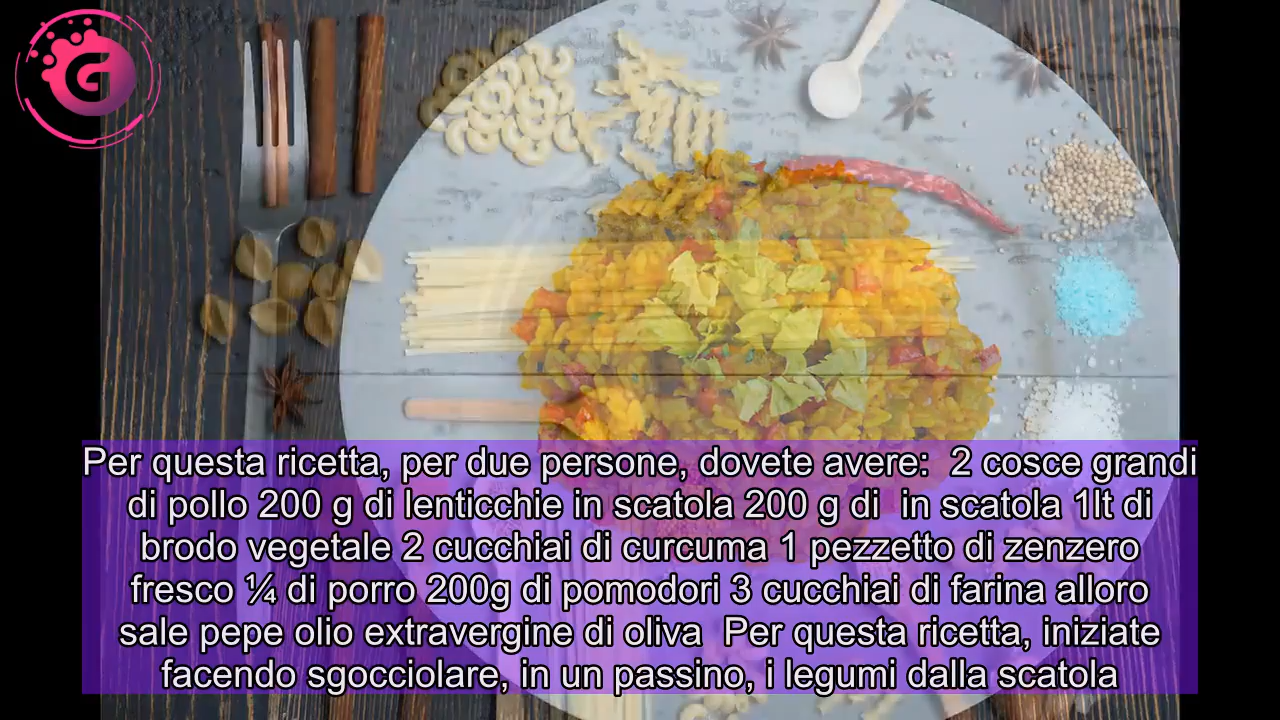 G
Per questa ricetta, per due persone, dovete avere:  2 cosce grandi
di pollo 200 g di lenticchie in scatola 200 g di  in scatola 1lt di
brodo vegetale 2 cucchiai di curcuma 1 pezzetto di zenzero
fresco ¼ di porro 200g di pomodori 3 cucchiai di farina alloro
sale pepe olio extravergine di oliva  Per questa ricetta, iniziate
facendo sgocciolare, in un passino, i legumi dalla scatola